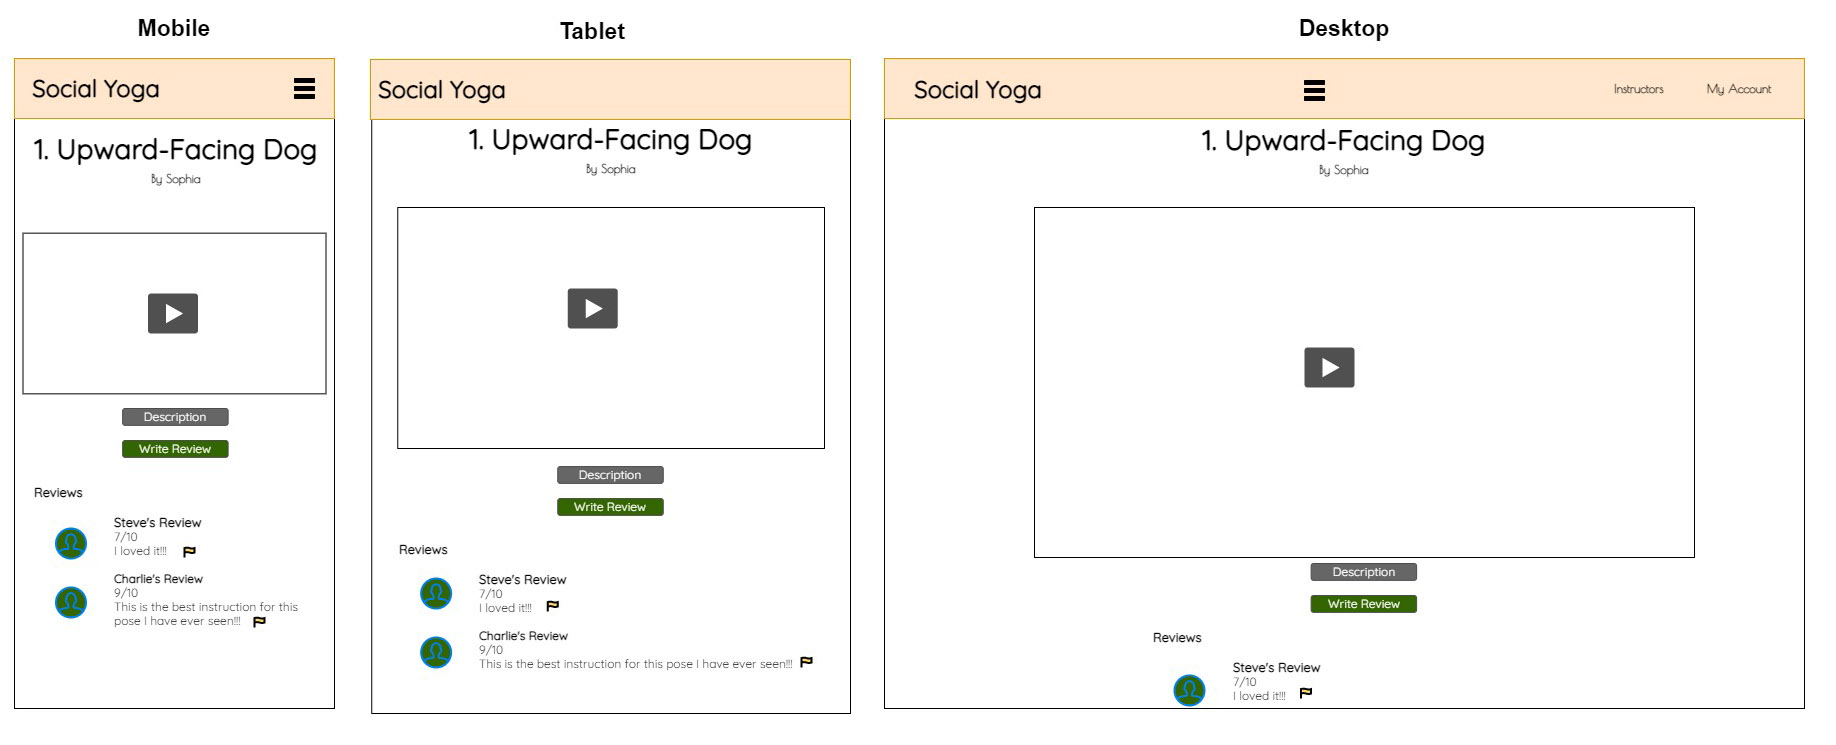 Mobile
Social Yoga
1. Upward-Facing Dog
By Sophia
Description
Write Review
Reviews
Steve's Review
7/10
I loved it!!!
Charlie's Review
9/10
This is the best instruction for this
pose I have ever seen!!!
Tablet
Social Yoga
1. Upward-Facing Dog
By Sophia
Description
Write Review
Reviews
Steve's Review
7/10
I loved it!!!
Charlie's Review
9/10
This is the best instruction for this pose I have ever seen!!!
Desktop
Social Yoga
Instructors
My Account
1. Upward-Facing Dog
By Sophia
Description
Write Review
Reviews
Steve's Review
7/10
I loved it!!!